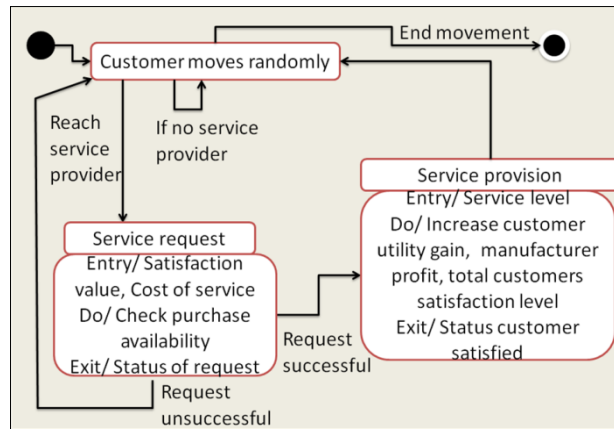 End movement
Customer moves randomly
Reach
service
provider
If no service
provider
Service provision
Entry/ Service level
Do/ Increase customer
utility gain, manufacturer
profit, total customers
satisfaction level
Exit/ Status customer
satisfied
Service request
Entry/ Satisfaction
value, Cost of service
Do/ Check purchase
availability
Exit/ Status of request
Request
successful
Request
unsuccessful